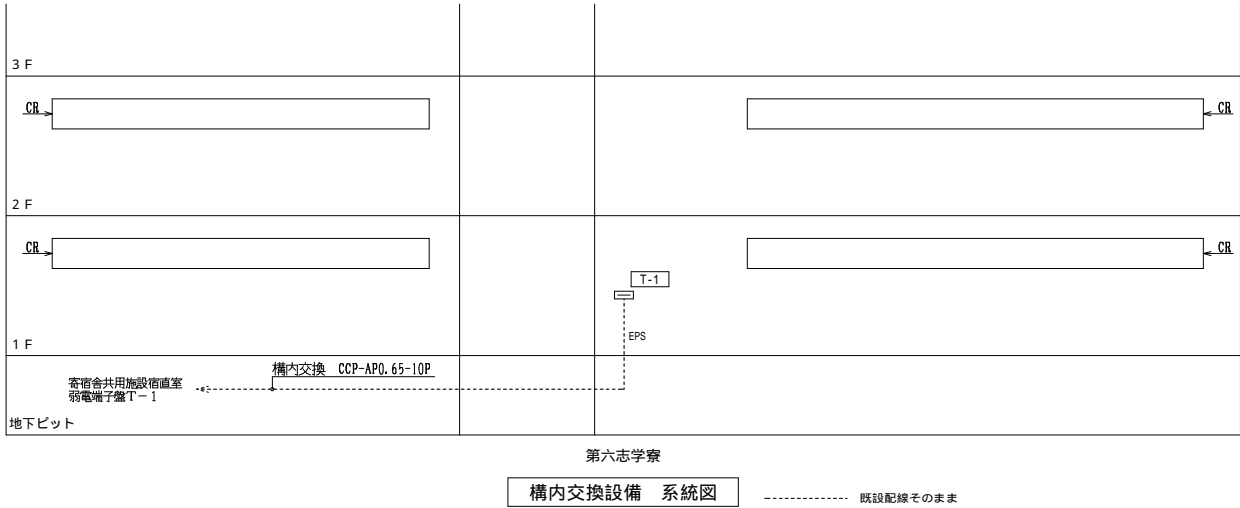 3F
CR
CR
2F
CR
CR
T-1
EPS
1F
構内交換 CCP-AP0.65-10P
寄宿舎共用施設宿直室
弱電端子盤T-1
地下ピット
第六志学寮
構内交換設備 系統図
既設配線そのまま